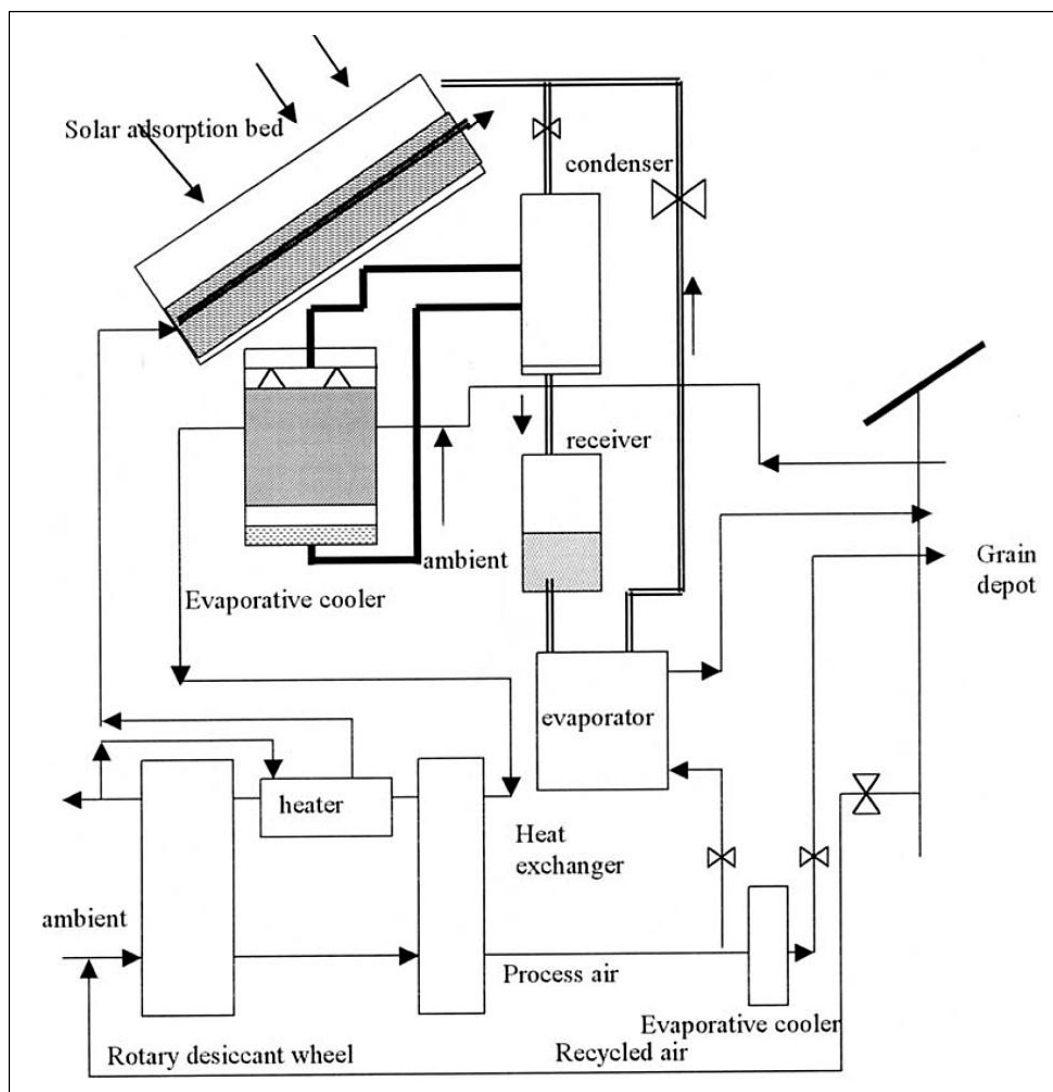 Solar adsorption bed
condenser
receiver
ambient
Evaporative cooler
Grain
depot
evaporator
heater
Heat
exchanger
ambient
Process air
Evaporative cooler
Rotary desiccant wheel
Recycled air